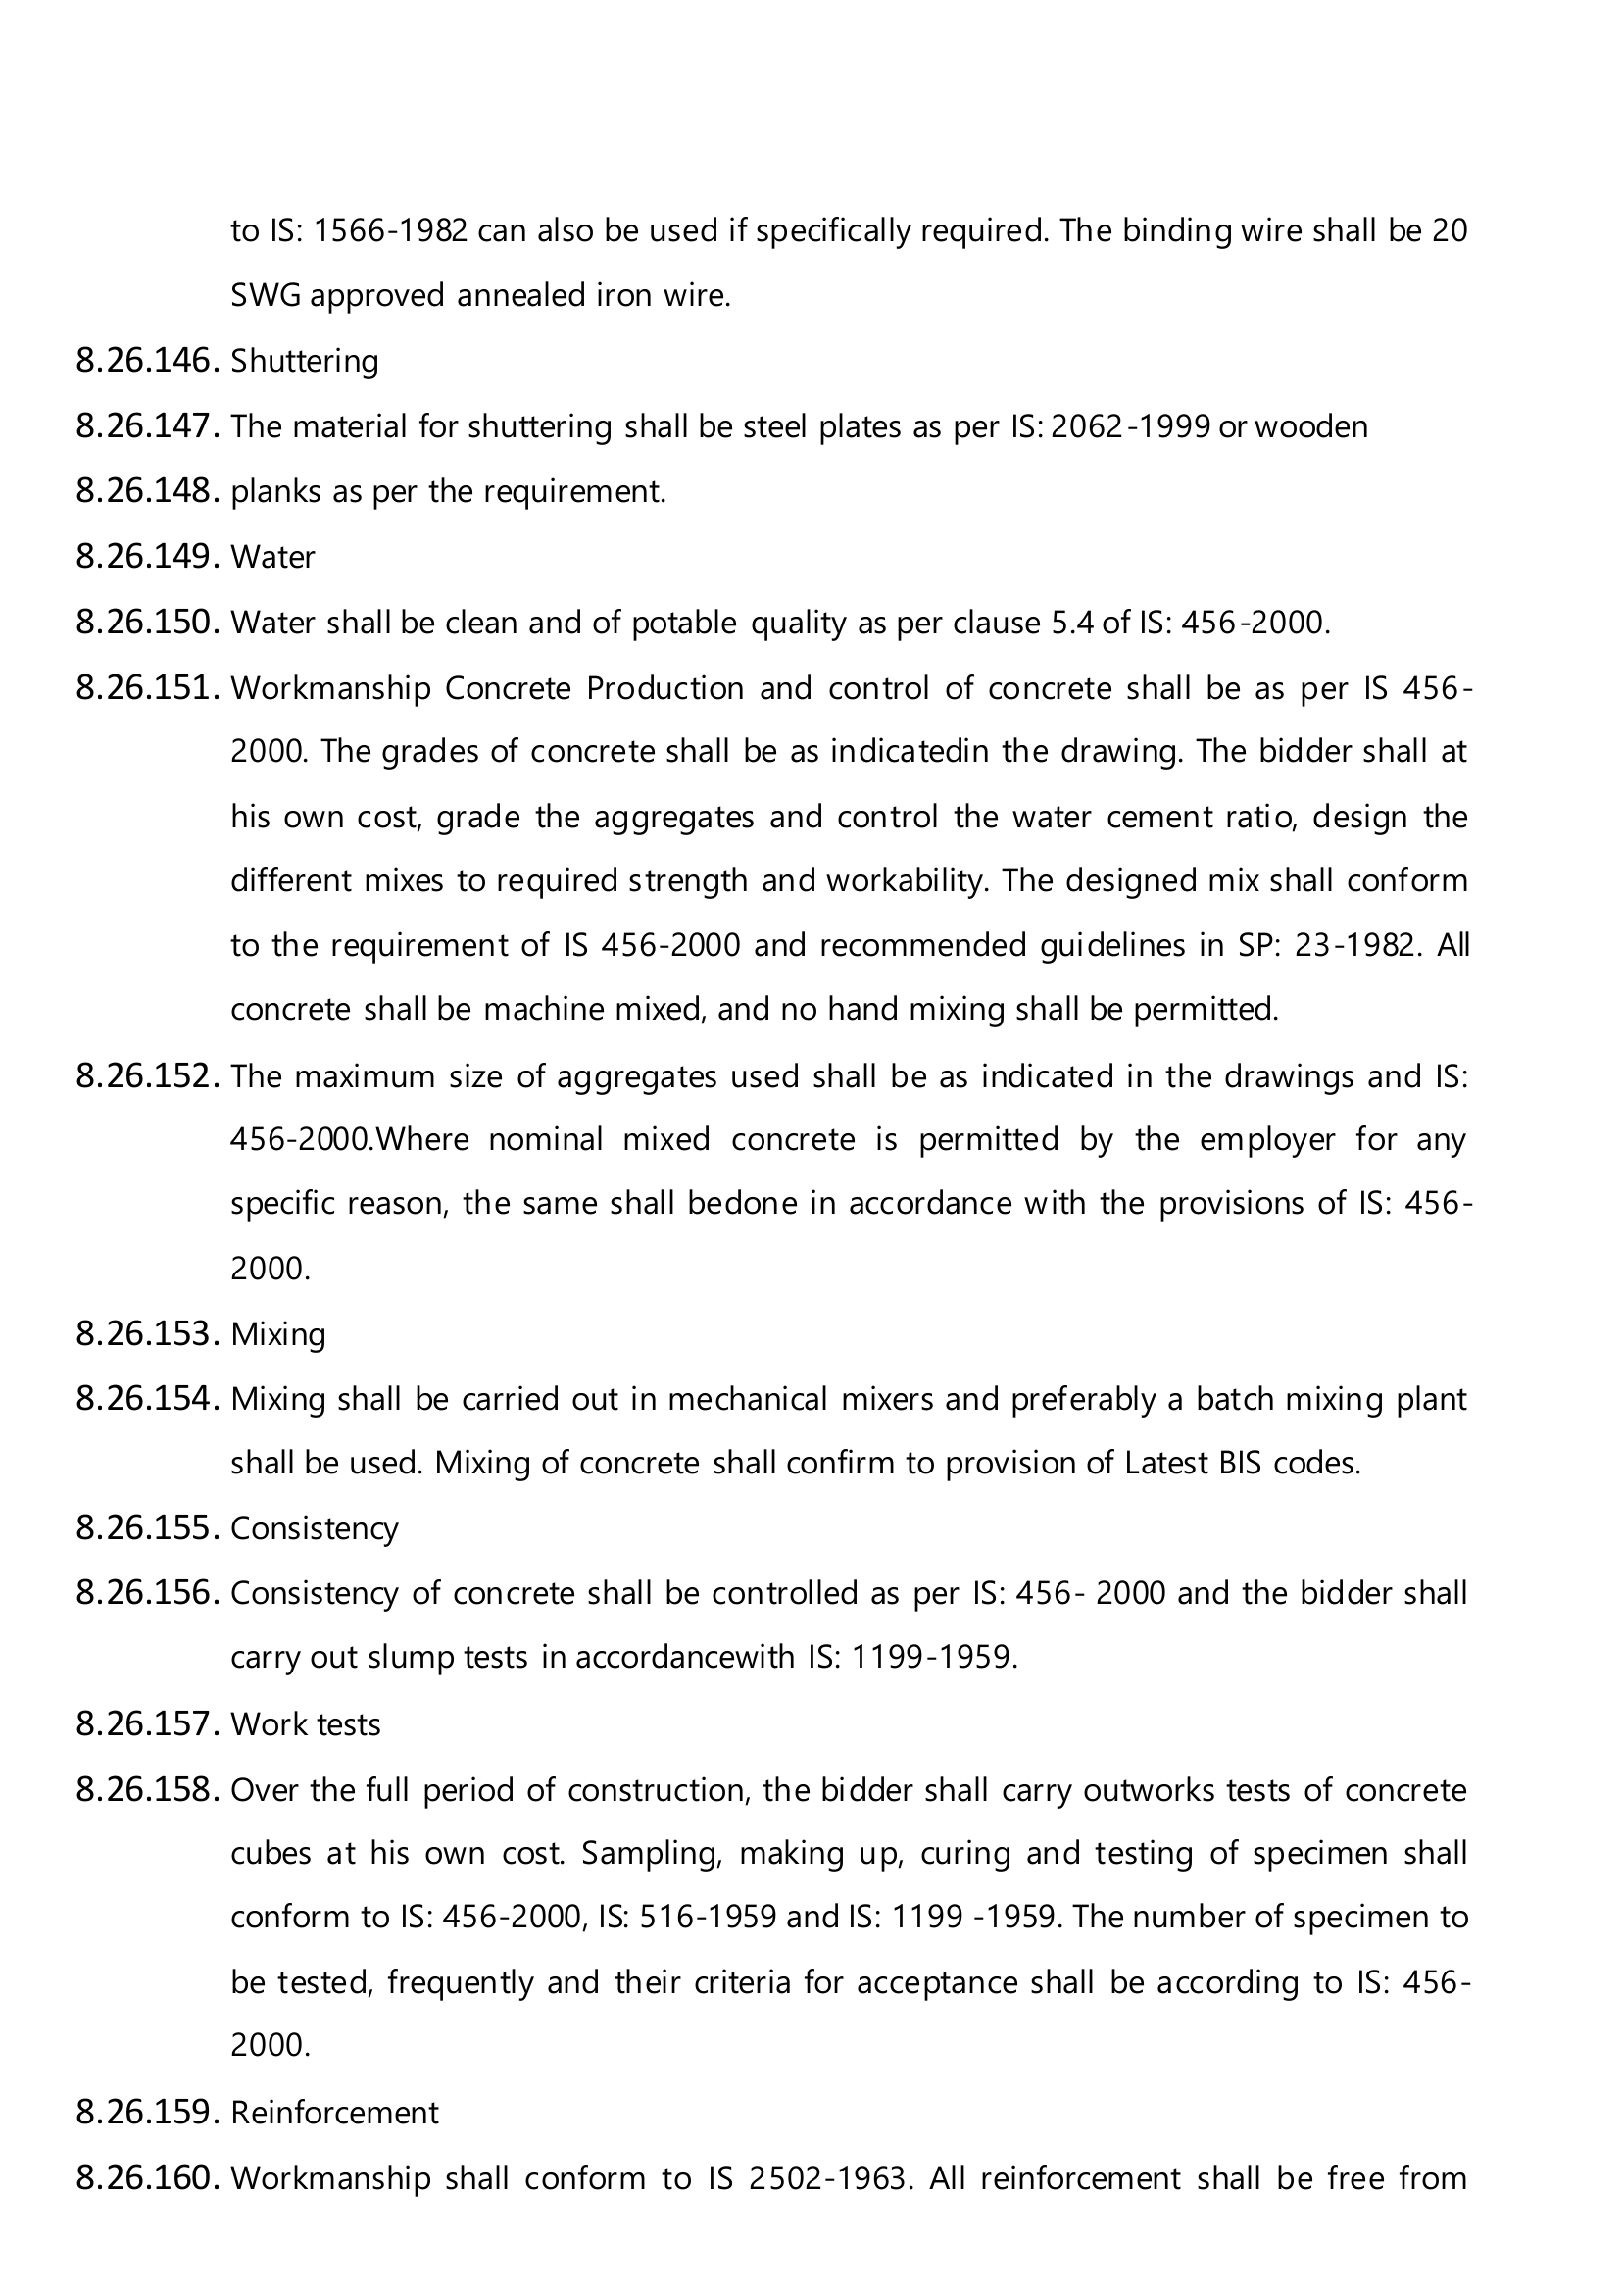 to IS: 1566-1982 can also be used if specifically required. The binding wire shall be 20
SWG approved annealed iron wire.
8.26.146. Shuttering
8.26.147. The material for shuttering shall be steel plates as per IS: 2062-1999 or wooden
8.26.148. planks as per the requirement.
8.26.149. Water
8.26.150. Water shall be clean and of potable quality as per clause 5.4 of IS: 456-2000.
8.26.151. Workmanship Concrete Production and control of concrete shall be as per IS 456-
2000. The grades of concrete shall be as indicatedin the drawing. The bidder shall at
his own cost, grade the aggregates and control the water cement ratio, design the
different mixes to required strength and workability. The designed mix shall conform
to the requirement of IS 456-2000 and recommended guidelines in SP: 23-1982. All
concrete shall be machine mixed, and no hand mixing shall be permitted.
8.26.152. The maximum size of aggregates used shall be as indicated in the drawings and IS:
456-2000.Where nominal mixed concrete is permitted by the employer for any
specific reason, the same shall bedone in accordance with the provisions of IS: 456-
2000.
8.26.153. Mixing
8.26.154. Mixing shall be carried out in mechanical mixers and preferably a batch mixing plant
shall be used. Mixing of concrete shall confirm to provision of Latest BIS codes.
8.26.155. Consistency
8.26.156. Consistency of concrete shall be controlled as per IS: 456- 2000 and the bidder shall
carry out slump tests in accordancewith IS: 1199-1959.
8.26.157. Work tests
8.26.158. Over the full period of construction, the bidder shall carry outworks tests of concrete
cubes at his own cost. Sampling, making up, curing and testing of specimen shall
conform to IS: 456-2000, IS: 516-1959 and IS: 1199 -1959. The number of specimen to
be tested, frequently and their criteria for acceptance shall be according to IS: 456-
2000.
8.26.159. Reinforcement
8.26.160. Workmanship shall conform to IS 2502-1963. All reinforcement shall be free from